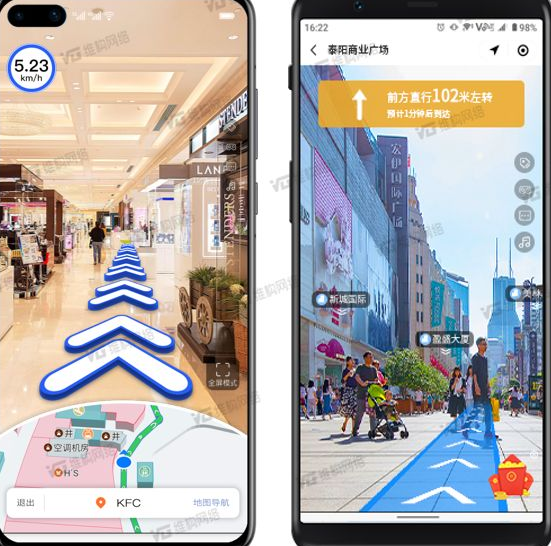 5.23
km/h
LAN
全屏模式
井
井
空调机房
H'S
退出
KFC
地图导航
16:22
98%
泰阳商业广场
前方直行102米左转
预计1分钟后到达
宏伊国际广场
新城国际
美林
盈盛大厦
维购网络